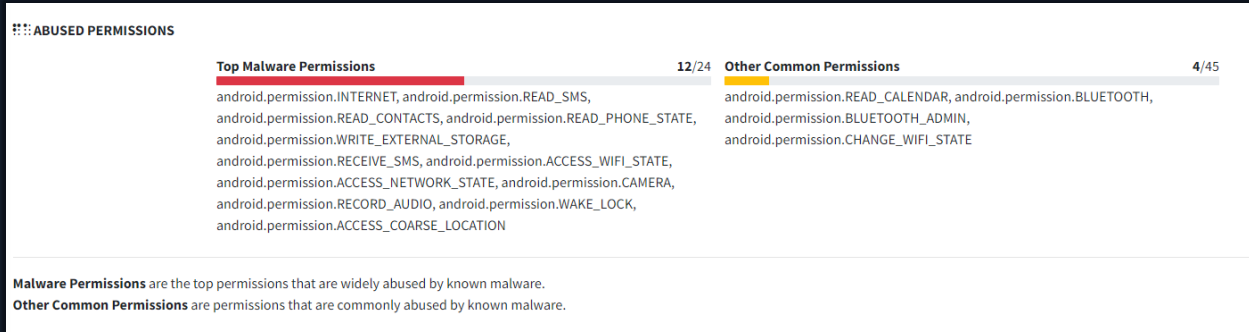 ABUSED PERMISSIONS
Top Malware Permissions 12/24
android.permission.INTERNET, android.permission.READ_SMS,
android.permission.READ_CONTACTS, android.permission.READ_PHONE_STATE,
android.permission.WRITE_EXTERNAL_STORAGE,
android.permission.RECEIVE_SMS, android.permission.ACCESS_WIFI_STATE,
android.permission.ACCESS_NETWORK_STATE, android.permission.CAMERA,
android.permission.RECORD_AUDIO, android.permission.WAKE_LOCK,
android.permission.ACCESS_COARSE_LOCATION
Other Common Permissions 4/45
android.permission.READ_CALENDAR, android.permission.BLUETOOTH,
android.permission.BLUETOOTH_ADMIN,
android.permission.CHANGE_WIFI_STATE
Malware Permissions are the top permissions that are widely abused by known malware.
Other Common Permissions are permissions that are commonly abused by known malware.